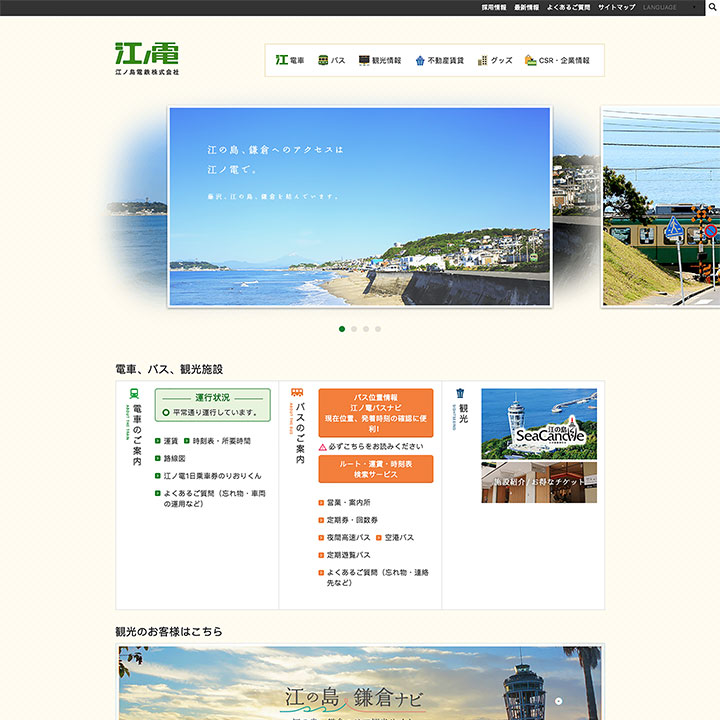 採用情報 最新情報 よくあるご質問 サイトマップ LANGUAGE
江ノ電
江ノ島電鉄株式会社
電車 バス 観光情報 不動産賃貸 グッズ CSR・企業情報
江の島、鎌倉へのアクセスは
江ノ電で。
藤沢、江の島、鎌倉を結んでいます。
電車、バス、観光施設
電車のご案内
ABOUT THE TRAIN
運行状況
平常通り運行しています。
運賃 時刻表・所要時間
路線図
江ノ電1日乗車券のりおりくん
よくあるご質問（忘れ物・車両
の運用など）
バスのご案内
ABOUT THE BUS
バス位置情報
江ノ電バスナビ
現在位置、発着時刻の確認に便
利！
必ずこちらをお読みください
ルート・運賃・時刻表
検索サービス
営業・案内所
定期券・回数券
夜間高速バス 空港バス
定期遊覧バス
よくあるご質問（忘れ物・連絡
先など）
観光
SIGHTSEEING
江の島
SeaCandle
施設紹介 / お得なチケット
観光のお客様はこちら
江の島 鎌倉ナビ